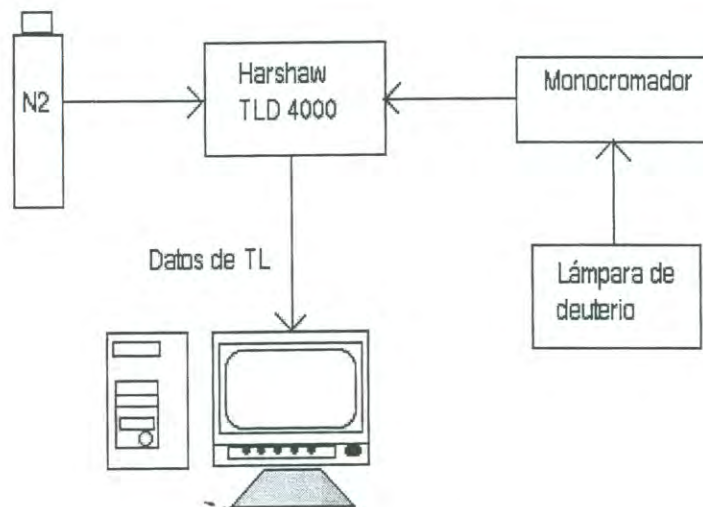 N2
Harshaw
TLD 4000
Monocromador
Datos de TL
Lámpara de
deuterio